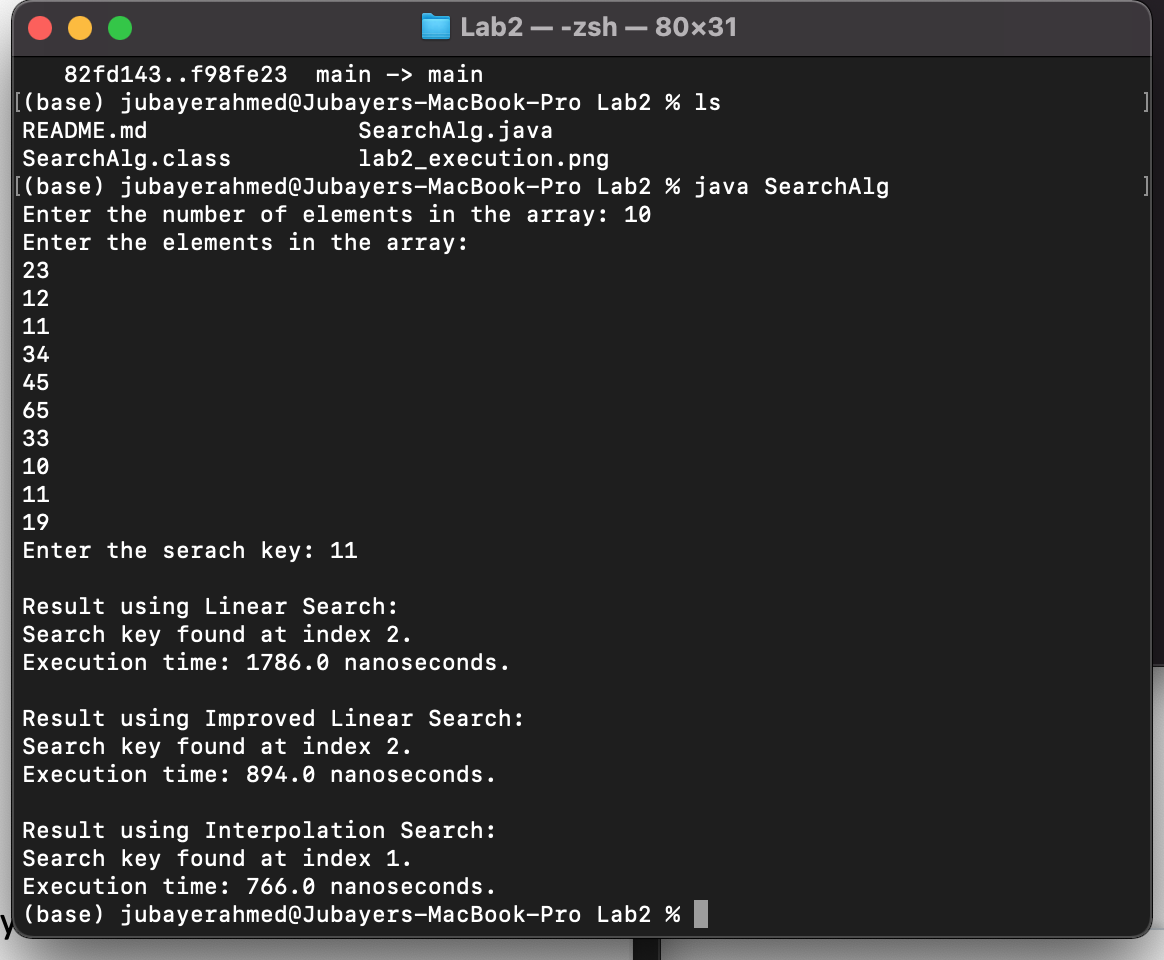 Lab2 — -zsh — 80×31
82fd143..f98fe23  main -> main
[(base) jubayerahmed@Jubayers-MacBook-Pro Lab2 % ls ]
README.md               SearchAlg.java
SearchAlg.class         lab2_execution.png
[(base) jubayerahmed@Jubayers-MacBook-Pro Lab2 % java SearchAlg ]
Enter the number of elements in the array: 10
Enter the elements in the array:
23
12
11
34
45
65
33
10
11
19
Enter the serach key: 11
Result using Linear Search:
Search key found at index 2.
Execution time: 1786.0 nanoseconds.
Result using Improved Linear Search:
Search key found at index 2.
Execution time: 894.0 nanoseconds.
Result using Interpolation Search:
Search key found at index 1.
Execution time: 766.0 nanoseconds.
(base) jubayerahmed@Jubayers-MacBook-Pro Lab2 %